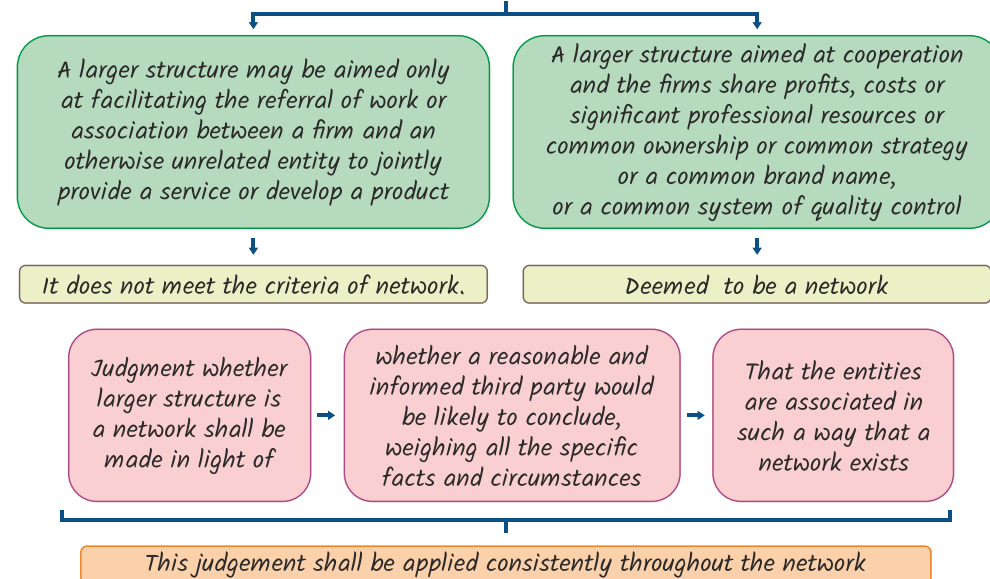 A larger structure may be aimed only
at facilitating the referral of work or
association between a firm and an
otherwise unrelated entity to jointly
provide a service or develop a product
A larger structure aimed at cooperation
and the firms share profits, costs or
significant professional resources or
common ownership or common strategy
or a common brand name,
or a common system of quality control
It does not meet the criteria of network.
Deemed to be a network
Judgment whether
larger structure is
a network shall be
made in light of
whether a reasonable and
informed third party would
be likely to conclude,
weighing all the specific
facts and circumstances
That the entities
are associated in
such a way that a
network exists
This judgement shall be applied consistently throughout the network